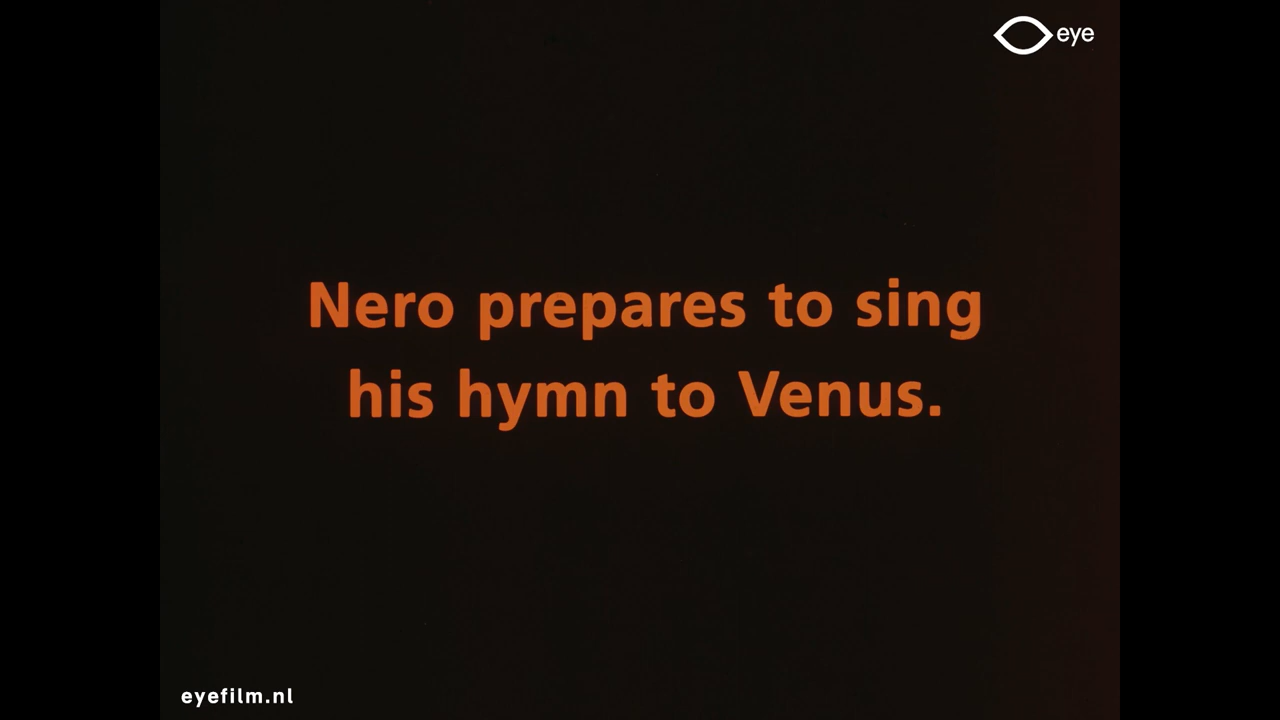 eye
Nero prepares to sing
his hymn to Venus.
eyefilm.nl